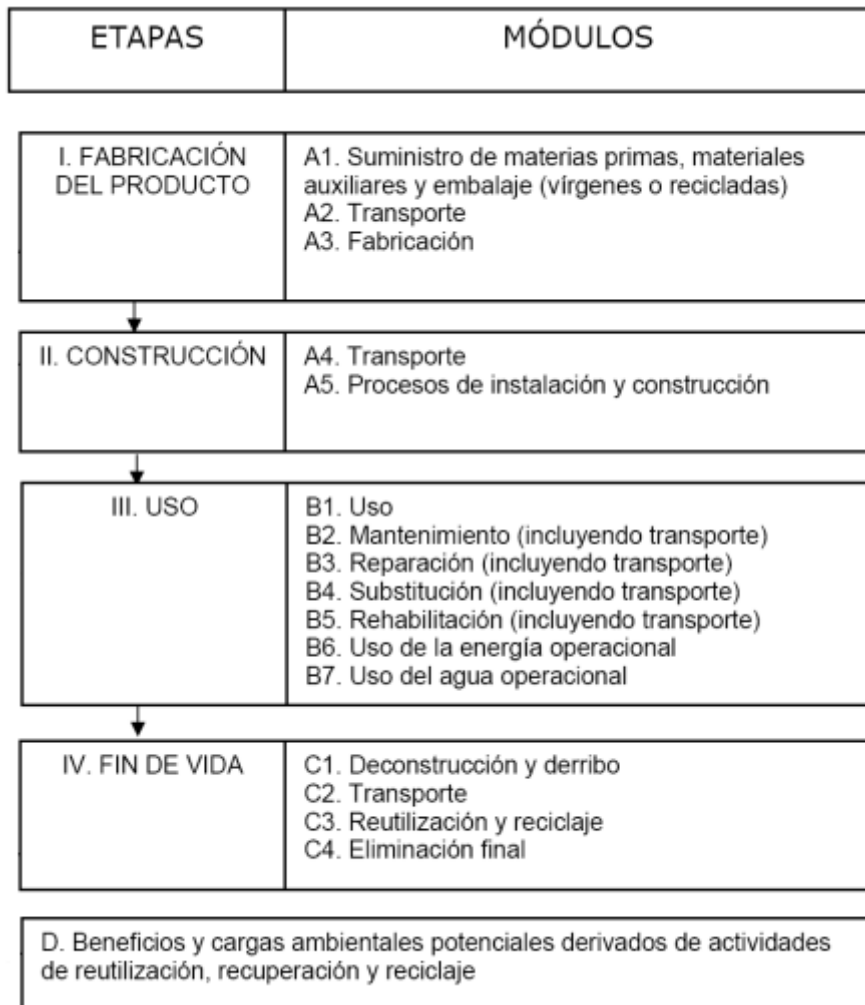 ETAPAS
MÓDULOS
I. FABRICACIÓN
DEL PRODUCTO
A1. Suministro de materias primas, materiales
auxiliares y embalaje (vírgenes o recicladas)
A2. Transporte
A3. Fabricación
II. CONSTRUCCIÓN
A4. Transporte
A5. Procesos de instalación y construcción
III. USO
B1. Uso
B2. Mantenimiento (incluyendo transporte)
B3. Reparación (incluyendo transporte)
B4. Substitución (incluyendo transporte)
B5. Rehabilitación (incluyendo transporte)
B6. Uso de la energía operacional
B7. Uso del agua operacional
IV. FIN DE VIDA
C1. Deconstrucción y derribo
C2. Transporte
C3. Reutilización y reciclaje
C4. Eliminación final
D. Beneficios y cargas ambientales potenciales derivados de actividades
de reutilización, recuperación y reciclaje